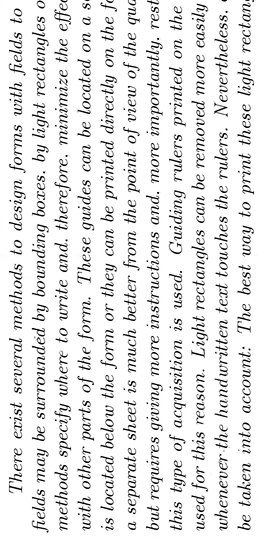 There exist several methods to design forms with fields to
fields may be surrounded by bounding boxes, by light rectangles o
methods specify where to write and, therefore, minimize the effec
with other parts of the form. These guides can be located on a s
is located below the form or they can be printed directly on the fo
a separate sheet is much better from the point of view of the qua
but requires giving more instructions and, more importantly, rest
this type of acquisition is used. Guiding rulers printed on the
used for this reason. Light rectangles can be removed more easily
whenever the handwritten text touches the rulers. Nevertheless,
be taken into account: The best way to print these light rectang